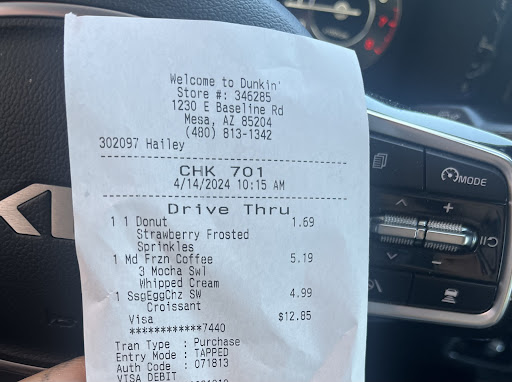 Welcome to Dunkin'
Store #: 346285
1230 E Baseline Rd
Mesa, AZ 85204
(480) 813-1342
302097 Hailey
CHK 701
4/14/2024 10:15 AM
Drive Thru
1 1 Donut 1.69
Strawberry Frosted
Sprinkles
1 Md Frzn Coffee 5.19
3 Mocha Swl
Whipped Cream
1 SsgEggChz SW 4.99
Croissant
Visa $12.85
************7440
Tran Type : Purchase
Entry Mode : TAPPED
Auth Code : 071813
VISA DEBIT
MODE